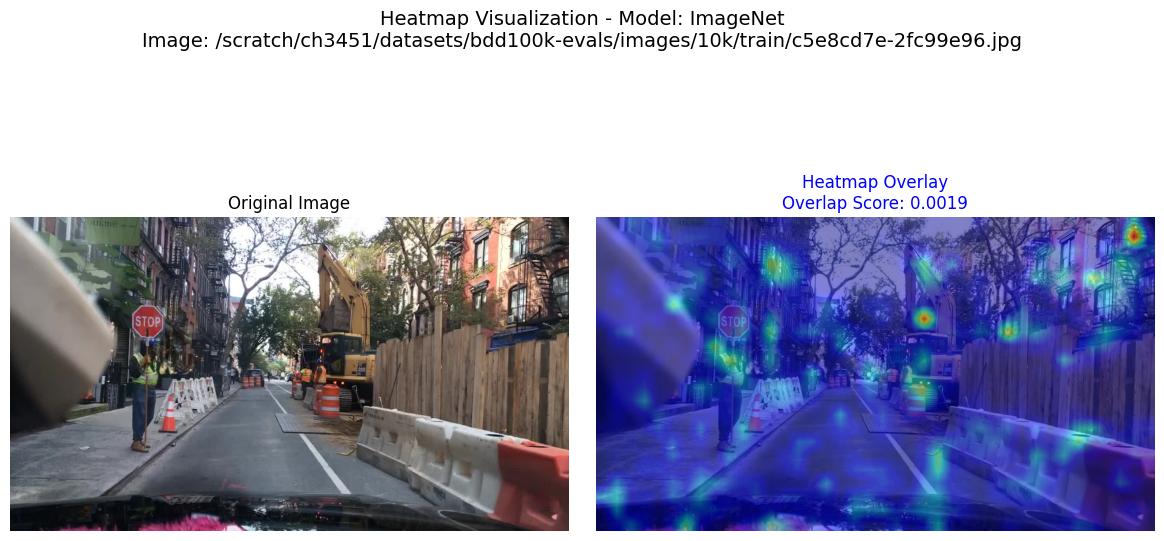 Heatmap Visualization - Model: ImageNet
Image: /scratch/ch3451/datasets/bdd100k-evals/images/10k/train/c5e8cd7e-2fc99e96.jpg
Original Image
Heatmap Overlay
Overlap Score: 0.0019
STOP
STOP